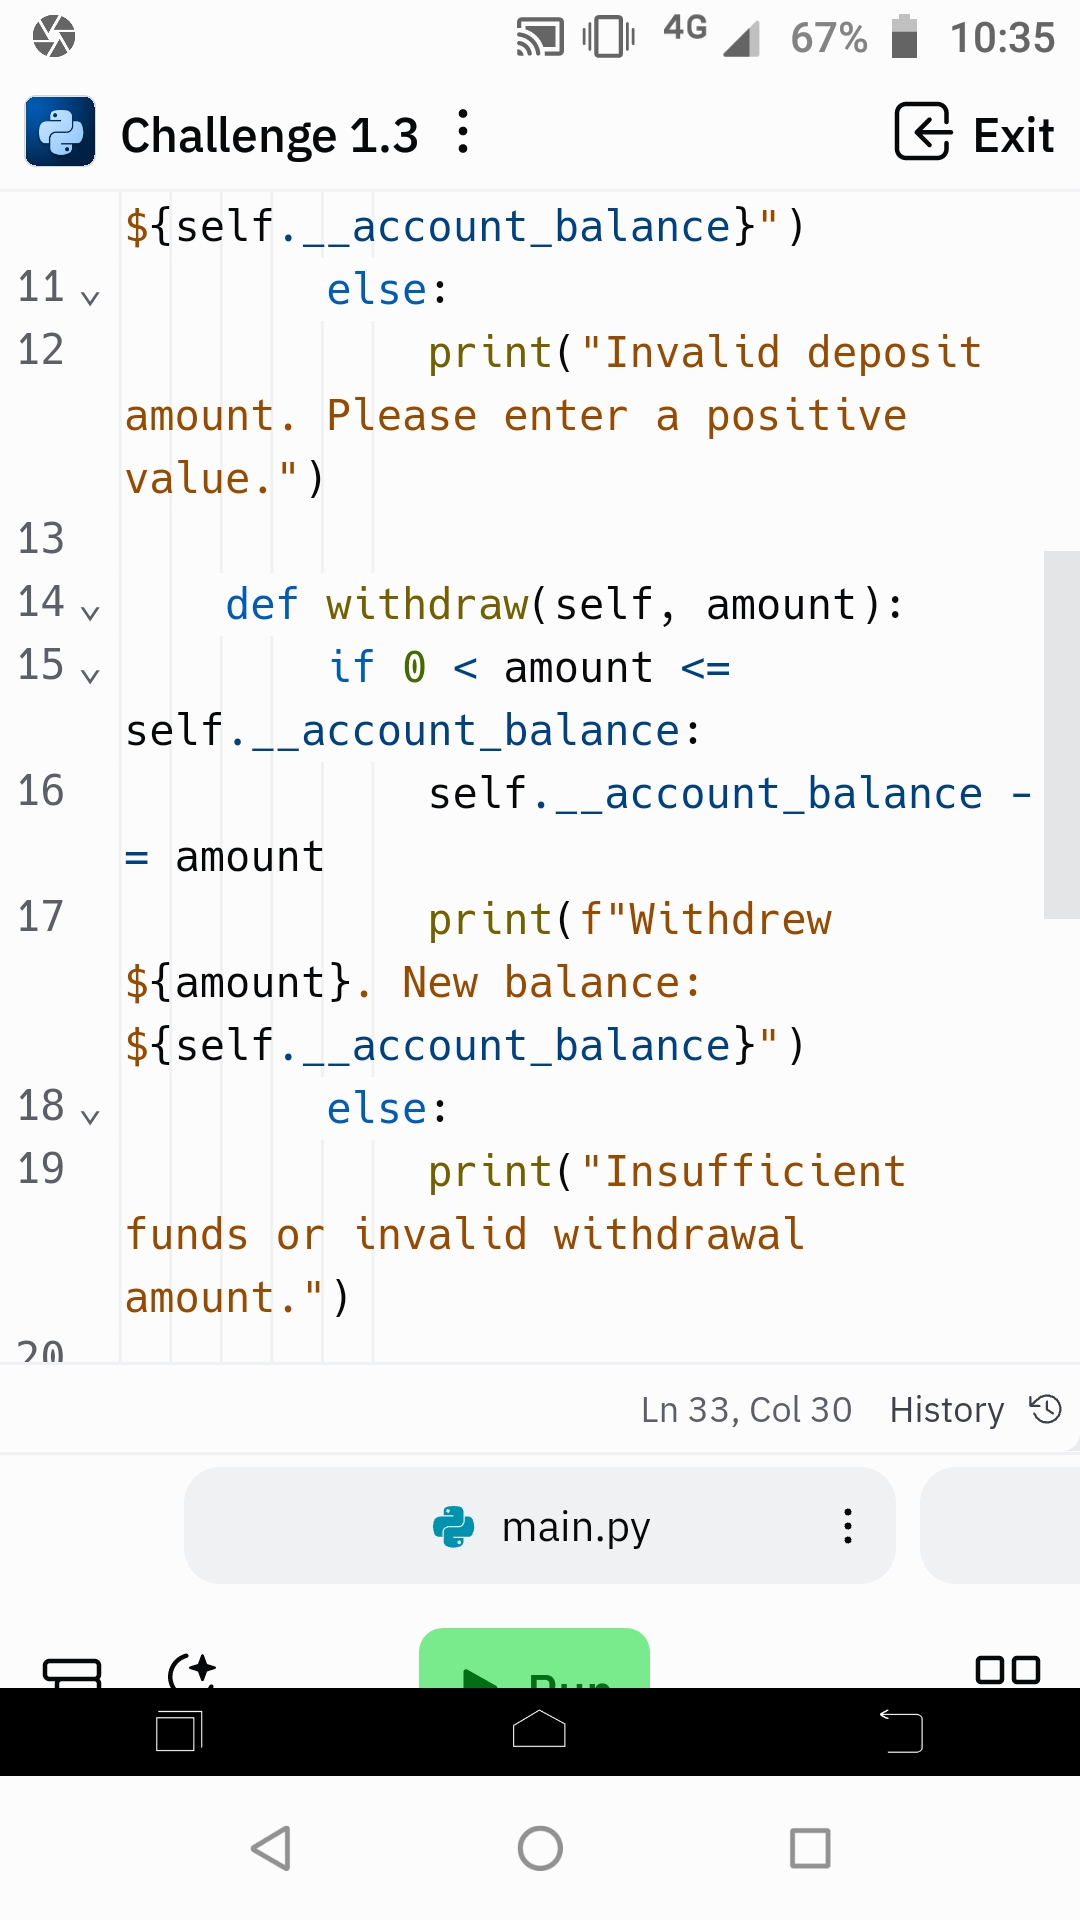 4G 67% 10:35
Challenge 1.3 Exit
${self.__account_balance}")
11 else:
12 print("Invalid deposit
amount. Please enter a positive
value.")
13
14 def withdraw(self, amount):
15 if 0 < amount <=
self.__account_balance:
16 self.__account_balance -
= amount
17 print(f"Withdrew
${amount}. New balance:
${self.__account_balance}")
18 else:
19 print("Insufficient
funds or invalid withdrawal
amount.")
20
Ln 33, Col 30 History
main.py
Run